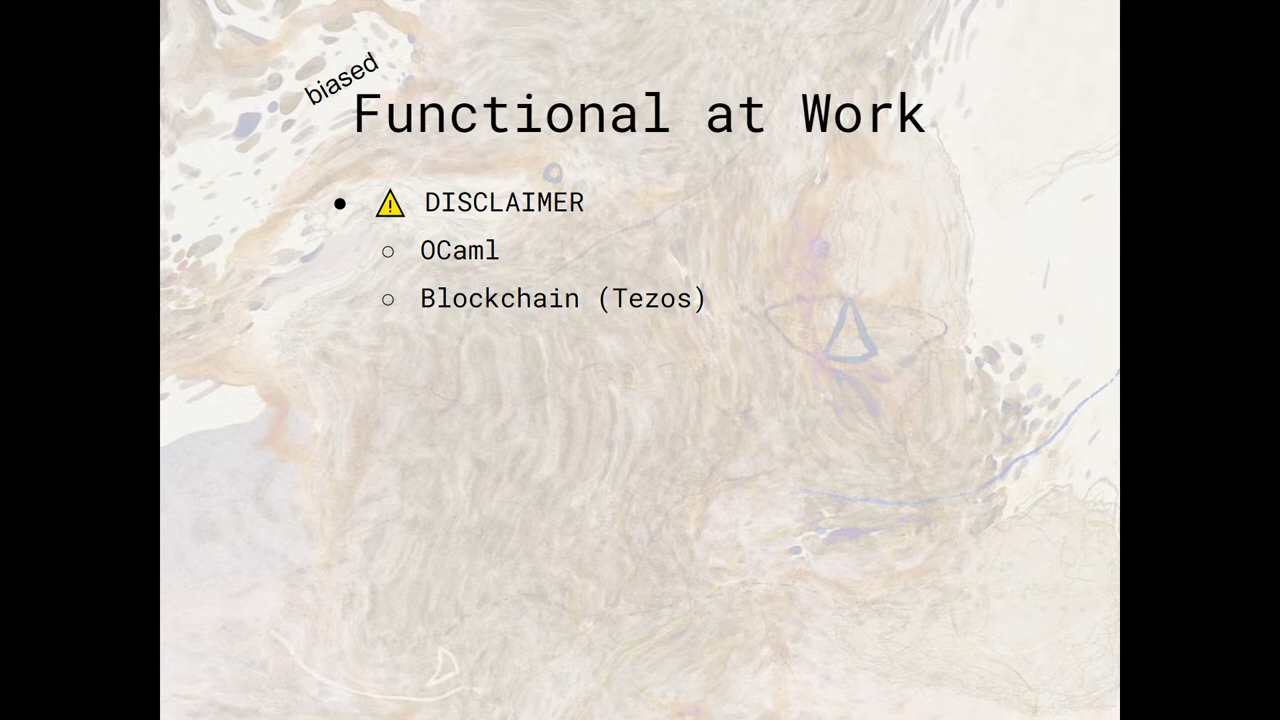 biased
Functional at Work
● ⚠ DISCLAIMER
○ OCaml
○ Blockchain (Tezos)